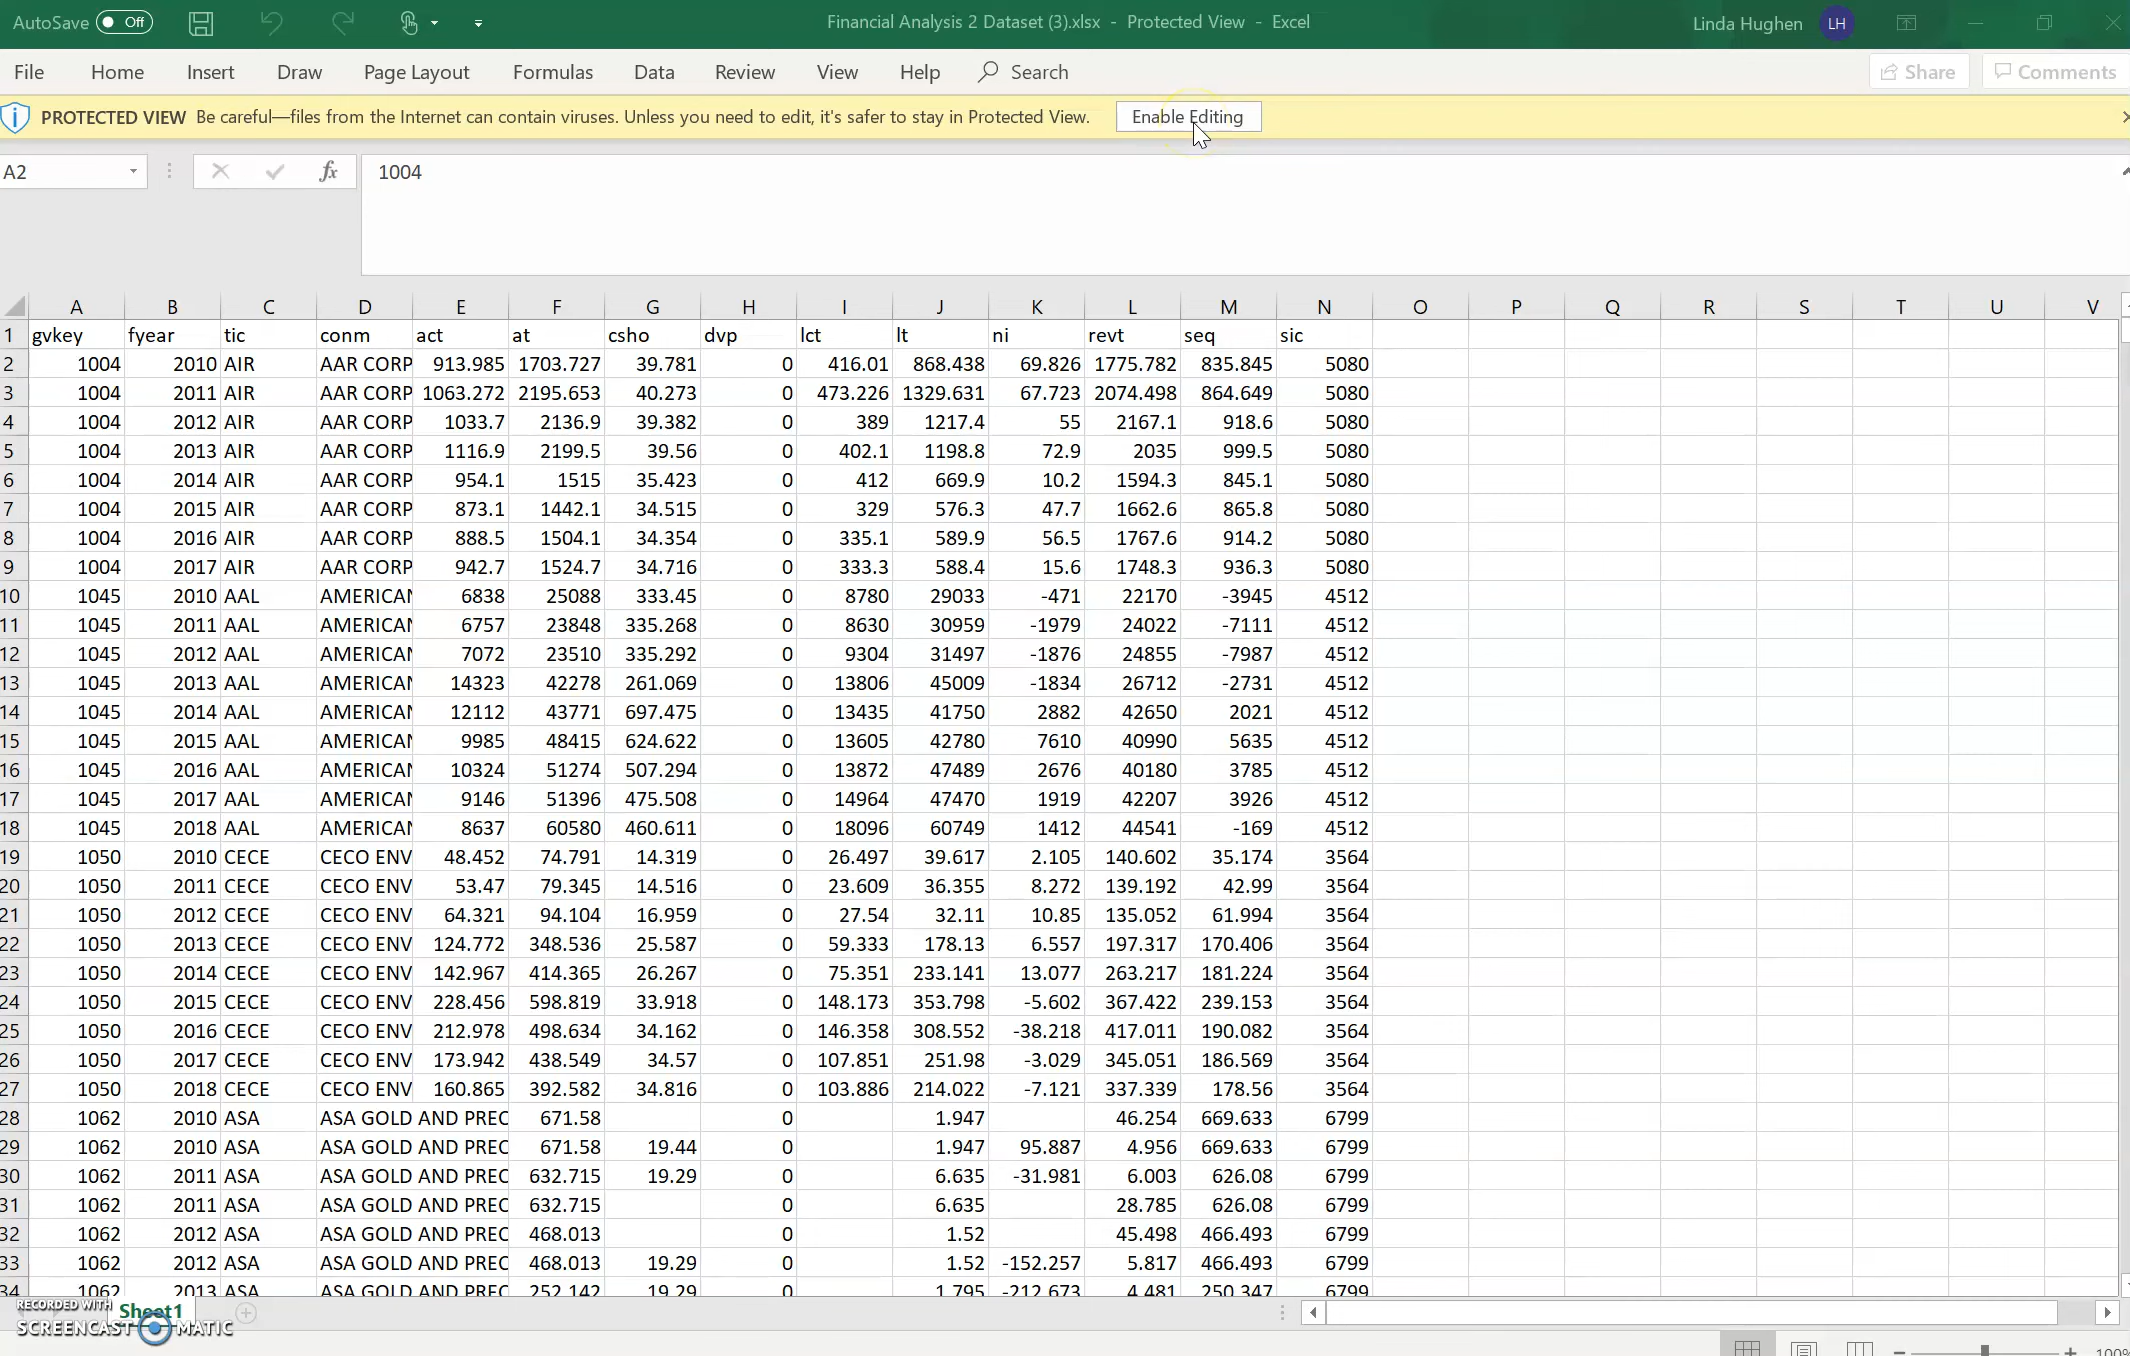 AutoSave Off Financial Analysis 2 Dataset (3).xlsx - Protected View - Excel Linda Hughen LH
File Home Insert Draw Page Layout Formulas Data Review View Help Search Share Comments
PROTECTED VIEW Be careful—files from the Internet can contain viruses. Unless you need to edit, it's safer to stay in Protected View. Enable Editing
A2 fx 1004
A B C D E F G H I J K L M N O P Q R S T U V
1 gvkey fyear tic conm act at csho dvp lct lt ni revt seq sic
2 1004 2010 AIR AAR CORP 913.985 1703.727 39.781 0 416.01 868.438 69.826 1775.782 835.845 5080
3 1004 2011 AIR AAR CORP 1063.272 2195.653 40.273 0 473.226 1329.631 67.723 2074.498 864.649 5080
4 1004 2012 AIR AAR CORP 1033.7 2136.9 39.382 0 389 1217.4 55 2167.1 918.6 5080
5 1004 2013 AIR AAR CORP 1116.9 2199.5 39.56 0 402.1 1198.8 72.9 2035 999.5 5080
6 1004 2014 AIR AAR CORP 954.1 1515 35.423 0 412 669.9 10.2 1594.3 845.1 5080
7 1004 2015 AIR AAR CORP 873.1 1442.1 34.515 0 329 576.3 47.7 1662.6 865.8 5080
8 1004 2016 AIR AAR CORP 888.5 1504.1 34.354 0 335.1 589.9 56.5 1767.6 914.2 5080
9 1004 2017 AIR AAR CORP 942.7 1524.7 34.716 0 333.3 588.4 15.6 1748.3 936.3 5080
10 1045 2010 AAL AMERICAN 6838 25088 333.45 0 8780 29033 -471 22170 -3945 4512
11 1045 2011 AAL AMERICAN 6757 23848 335.268 0 8630 30959 -1979 24022 -7111 4512
12 1045 2012 AAL AMERICAN 7072 23510 335.292 0 9304 31497 -1876 24855 -7987 4512
13 1045 2013 AAL AMERICAN 14323 42278 261.069 0 13806 45009 -1834 26712 -2731 4512
14 1045 2014 AAL AMERICAN 12112 43771 697.475 0 13435 41750 2882 42650 2021 4512
15 1045 2015 AAL AMERICAN 9985 48415 624.622 0 13605 42780 7610 40990 5635 4512
16 1045 2016 AAL AMERICAN 10324 51274 507.294 0 13872 47489 2676 40180 3785 4512
17 1045 2017 AAL AMERICAN 9146 51396 475.508 0 14964 47470 1919 42207 3926 4512
18 1045 2018 AAL AMERICAN 8637 60580 460.611 0 18096 60749 1412 44541 -169 4512
19 1050 2010 CECE CECO ENV 48.452 74.791 14.319 0 26.497 39.617 2.105 140.602 35.174 3564
20 1050 2011 CECE CECO ENV 53.47 79.345 14.516 0 23.609 36.355 8.272 139.192 42.99 3564
21 1050 2012 CECE CECO ENV 64.321 94.104 16.959 0 27.54 32.11 10.85 135.052 61.994 3564
22 1050 2013 CECE CECO ENV 124.772 348.536 25.587 0 59.333 178.13 6.557 197.317 170.406 3564
23 1050 2014 CECE CECO ENV 142.967 414.365 26.267 0 75.351 233.141 13.077 263.217 181.224 3564
24 1050 2015 CECE CECO ENV 228.456 598.819 33.918 0 148.173 353.798 -5.602 367.422 239.153 3564
25 1050 2016 CECE CECO ENV 212.978 498.634 34.162 0 146.358 308.552 -38.218 417.011 190.082 3564
26 1050 2017 CECE CECO ENV 173.942 438.549 34.57 0 107.851 251.98 -3.029 345.051 186.569 3564
27 1050 2018 CECE CECO ENV 160.865 392.582 34.816 0 103.886 214.022 -7.121 337.339 178.56 3564
28 1062 2010 ASA ASA GOLD AND PREC 671.58 0 1.947 46.254 669.633 6799
29 1062 2010 ASA ASA GOLD AND PREC 671.58 19.44 0 1.947 95.887 4.956 669.633 6799
30 1062 2011 ASA ASA GOLD AND PREC 632.715 19.29 0 6.635 -31.981 6.003 626.08 6799
31 1062 2011 ASA ASA GOLD AND PREC 632.715 0 6.635 28.785 626.08 6799
32 1062 2012 ASA ASA GOLD AND PREC 468.013 0 1.52 45.498 466.493 6799
33 1062 2012 ASA ASA GOLD AND PREC 468.013 19.29 0 1.52 -152.257 5.817 466.493 6799
34 1062 2013 ASA ASA GOLD AND PREC 252.142 19.29 0 1.795 -212.673 4.481 250.347 6799
RECORDED WITH Sheet1
SCREENCAST MATIC
100%